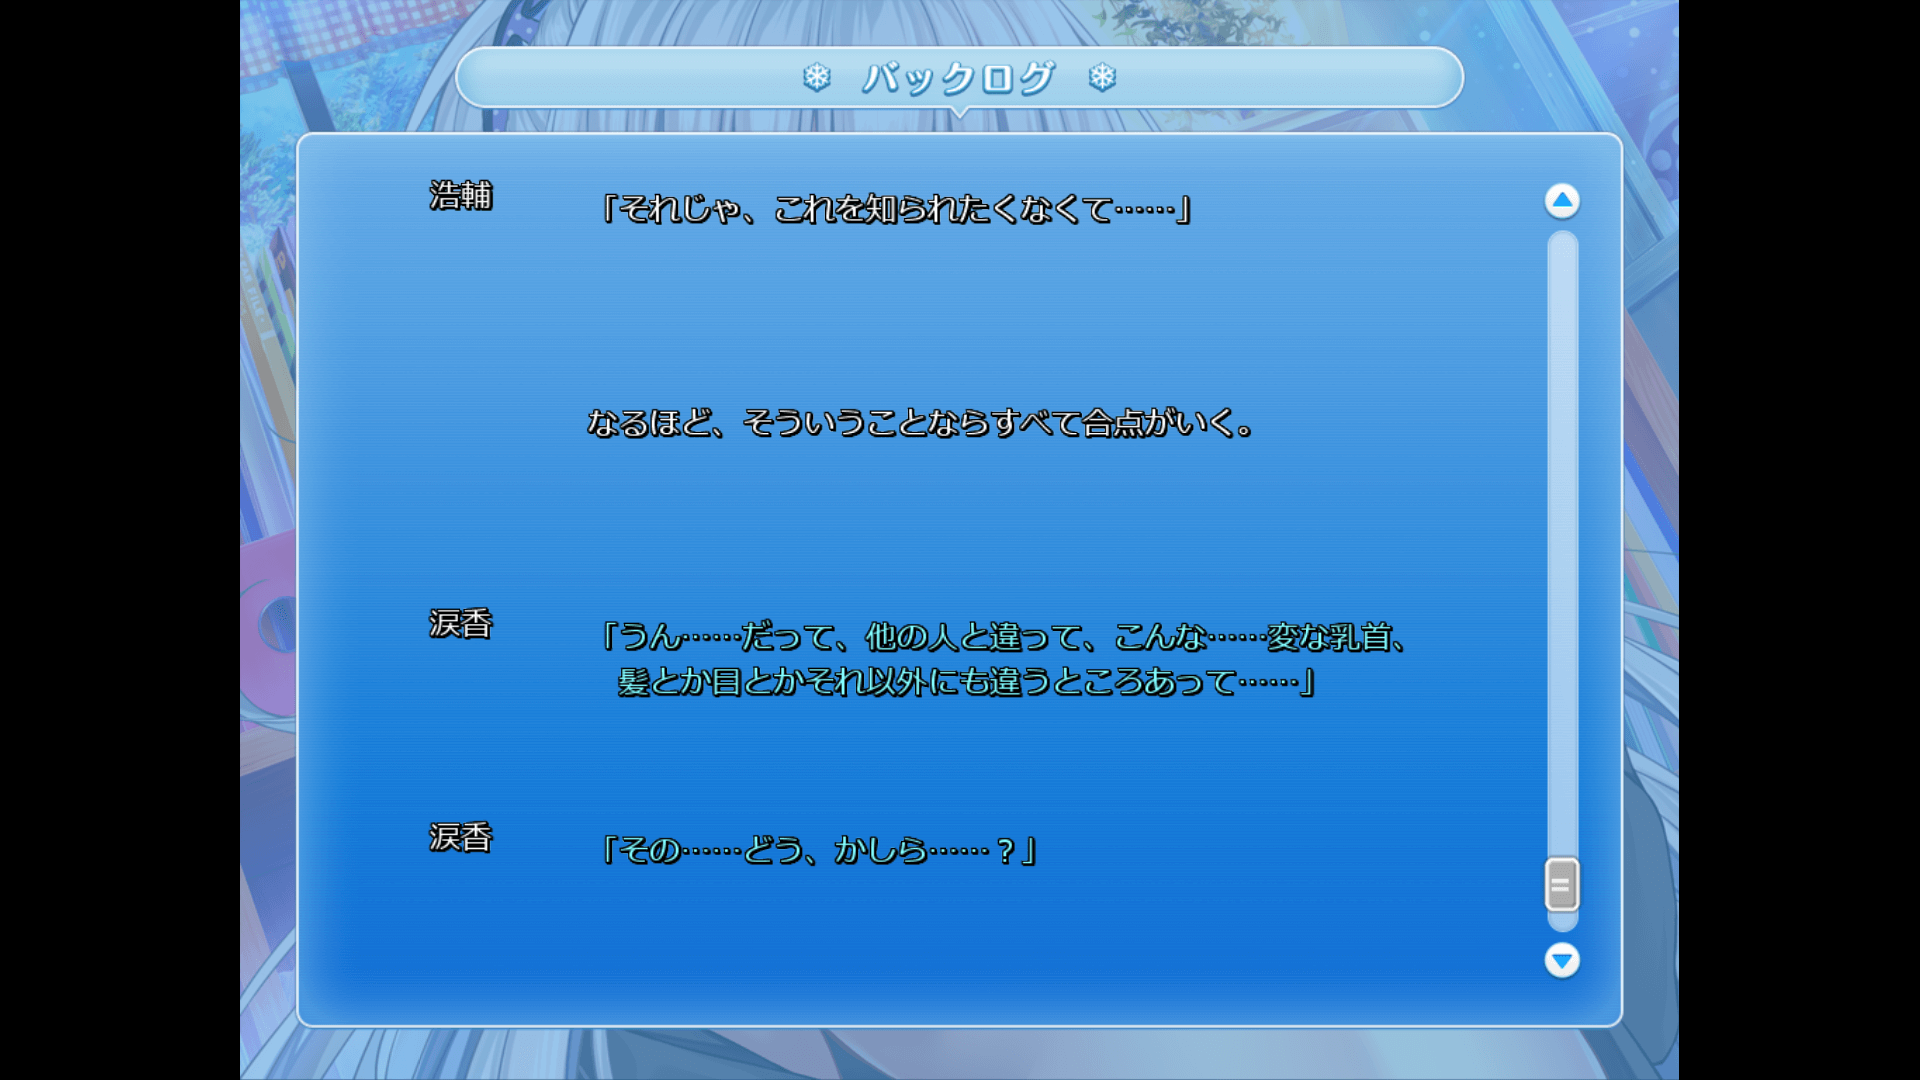 バックログ
浩輔
「それじゃ、これを知られたくなくて……」
なるほど、そういうことならすべて合点がいく。
涙香
「うん……だって、他の人と違って、こんな……変な乳首、
髪とか目とかそれ以外にも違うところあって……」
涙香
「その……どう、かしら……？」